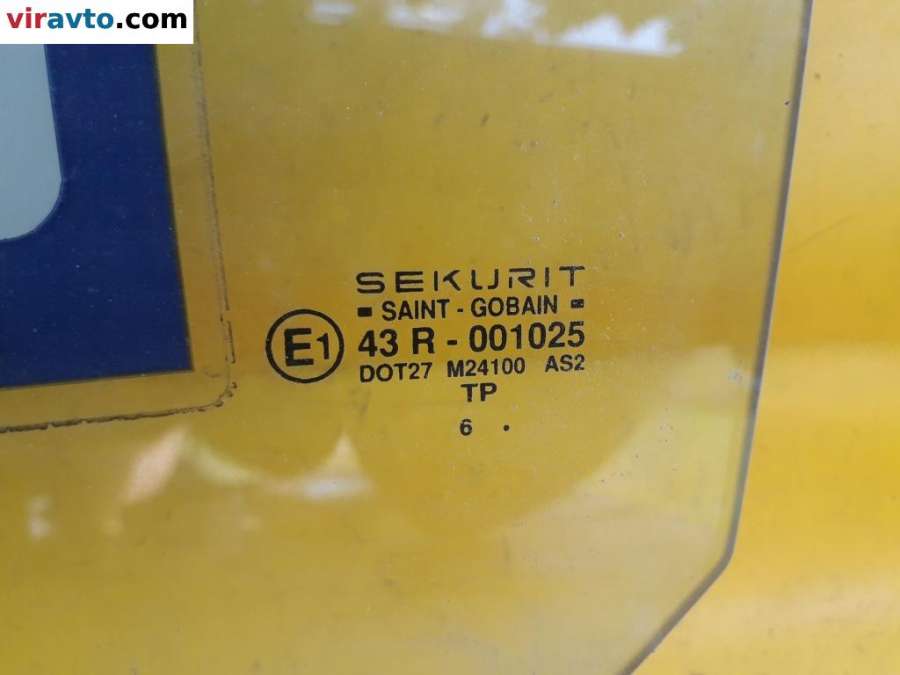 viravto.com
SEKURIT
SAINT - GOBAIN
E1
43 R - 001025
DOT27 M24100 AS2
TP
6 .